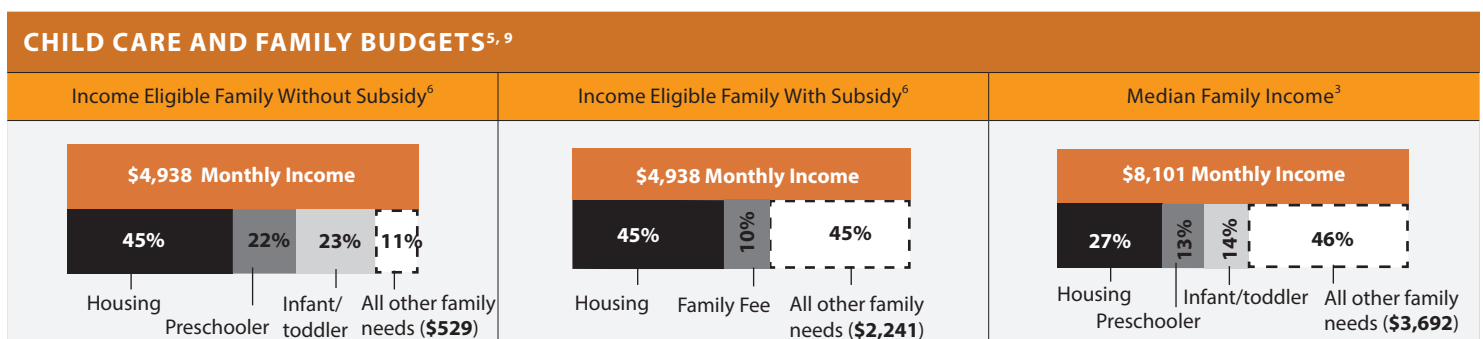 CHILD CARE AND FAMILY BUDGETS5, 9
Income Eligible Family Without Subsidy6
$4,938 Monthly Income
45%
22%
23%
11%
Housing
Preschooler
Infant/
toddler
All other family
needs ($529)
Income Eligible Family With Subsidy6
$4,938 Monthly Income
45%
10%
45%
Housing
Family Fee
All other family
needs ($2,241)
Median Family Income3
$8,101 Monthly Income
27%
13%
14%
46%
Housing
Preschooler
Infant/toddler
All other family
needs ($3,692)